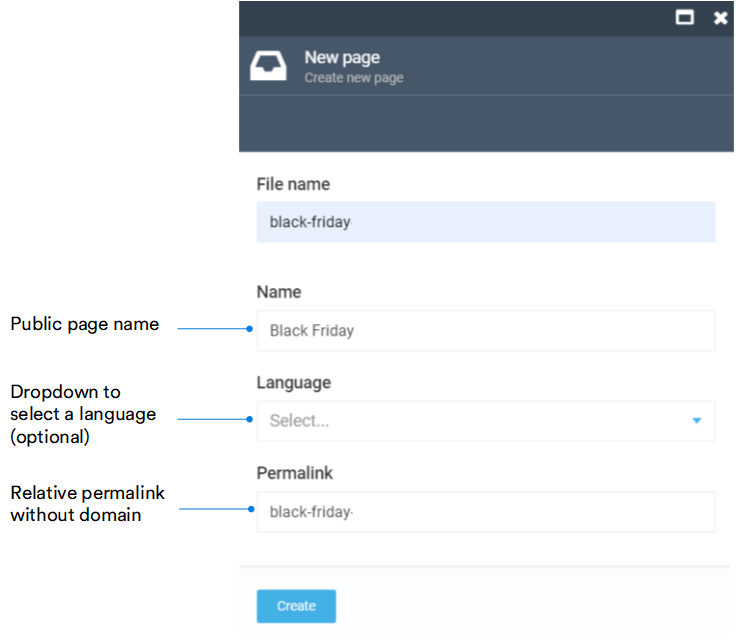 New page
Create new page
File name
black-friday-
Name
Public page name
Black Friday
Language
Dropdown to
select a language
(optional)
Select...
Permalink
Relative permalink
without domain
black-friday-
Create